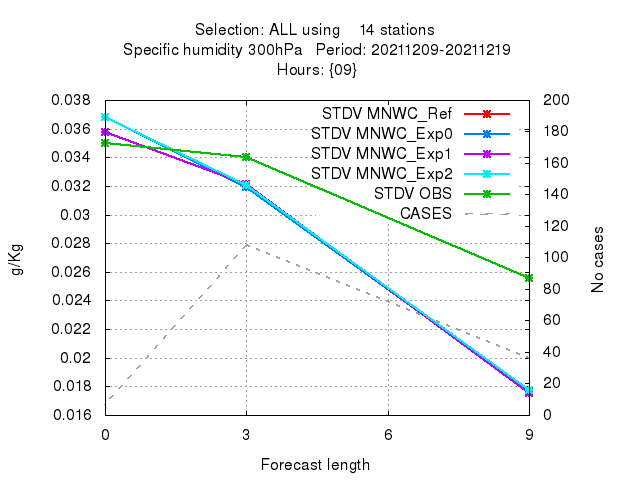 Selection: ALL using    14 stations
Specific humidity 300hPa   Period: 20211209-20211219
Hours: {09}
0.038
0.036
0.034
0.032
0.03
0.028
0.026
0.024
0.022
0.02
0.018
0.016
200
180
160
140
120
100
80
60
40
20
0
STDV MNWC_Ref
STDV MNWC_Exp0
STDV MNWC_Exp1
STDV MNWC_Exp2
STDV OBS
CASES
g/Kg
No cases
0 3 6 9
Forecast length